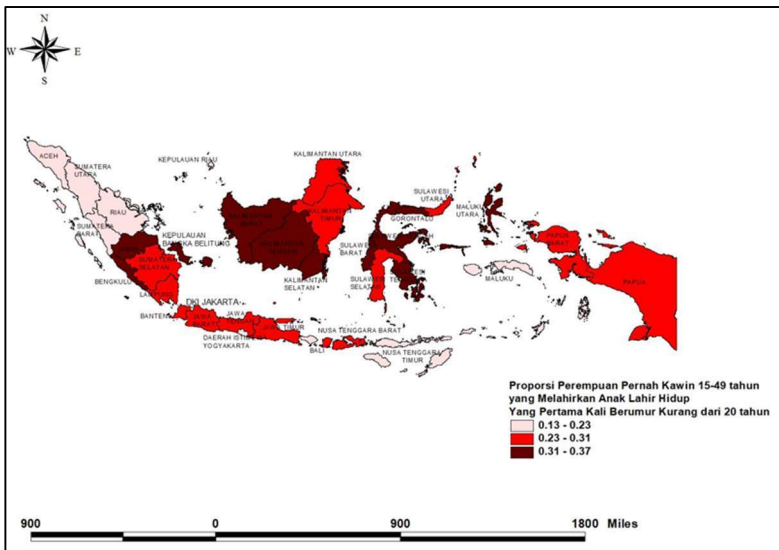 N
W E
S
ACEH
SUMATERA
UTARA
KEPULAUAN RIAU
KALIMANTAN UTARA
RIAU
SUMATERA
BARAT
KEPULAUAN
BANGKA BELITUNG
SUMATERA
SELATAN
BENGKULU
LAMPUNG
DKI JAKARTA
BANTEN
JAWA
JAWA
DAERAH ISTI
YOGYAKARTA
TIMUR
BALI
NUSA TENGGARA BARAT
NUSA TENGGARA
TIMUR
KALIMANTAN
TIMUR
KALIMANTAN
SELATAN
SULAWESI
UTARA
GORONTALO
SULAWESI
BARAT
SULAWESI
SELATAN
MALUKU
UTARA
MALUKU
PAPUA
BARAT
PAPUA
Proporsi Perempuan Pernah Kawin 15-49 tahun
yang Melahirkan Anak Lahir Hidup
Yang Pertama Kali Berumur Kurang dari 20 tahun
0.13 - 0.23
0.23 - 0.31
0.31 - 0.37
900 0 900 1800 Miles